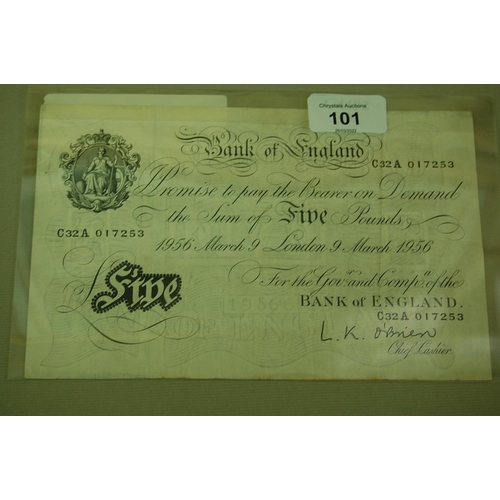 Chrystals Auctions
101
Bank of England
C32A 017253
Promise to pay the Bearer on Demand
the Sum of Five Pounds
C32A 017253
1956 March 9 London 9 March 1956
For the Govr. and Compa. of the
BANK of ENGLAND.
£Five
C32A 017253
L.K. O'Brien
Chief Cashier.